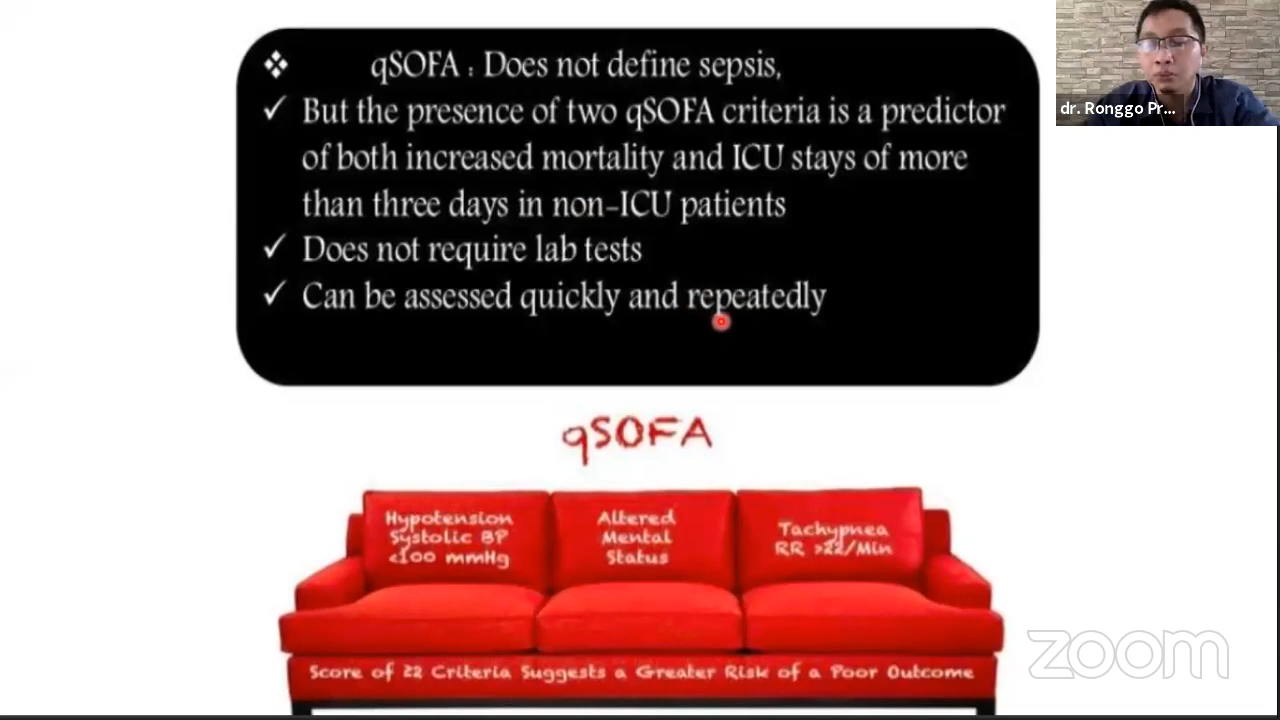 qSOFA : Does not define sepsis,
But the presence of two qSOFA criteria is a predictor
of both increased mortality and ICU stays of more
than three days in non-ICU patients
Does not require lab tests
Can be assessed quickly and repeatedly
dr. Ronggo Pr...
qSOFA
Hypotension
Systolic BP
<100 mmHg
Altered
Mental
Status
Tachypnea
RR >22/Min
Score of ≥2 Criteria Suggests a Greater Risk of a Poor Outcome
zoom